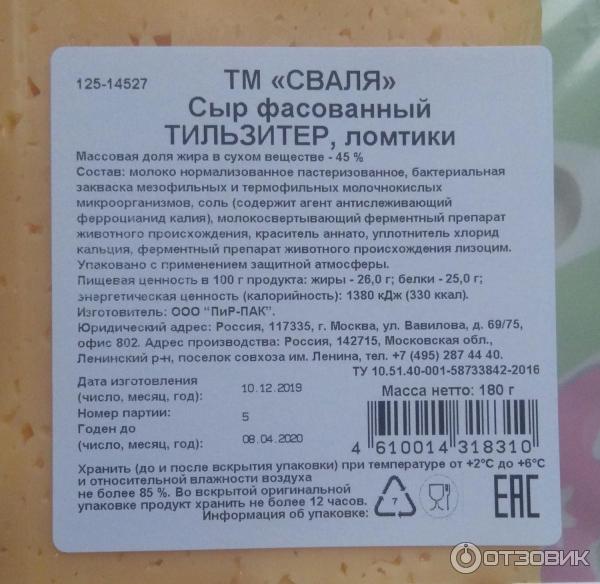 125-14527
ТМ «СВАЛЯ»
Сыр фасованный
ТИЛЬЗИТЕР, ломтики
Массовая доля жира в сухом веществе - 45 %
Состав: молоко нормализованное пастеризованное, бактериальная
закваска мезофильных и термофильных молочнокислых
микроорганизмов, соль (содержит агент антислеживающий
ферроцианид калия), молокосвертывающий ферментный препарат
животного происхождения, краситель аннато, уплотнитель хлорид
кальция, ферментный препарат животного происхождения лизоцим.
Упаковано с применением защитной атмосферы.
Пищевая ценность в 100 г продукта: жиры - 26,0 г; белки - 25,0 г;
энергетическая ценность (калорийность): 1380 кДж (330 ккал).
Изготовитель: ООО “ПиР-ПАК”.
Юридический адрес: Россия, 117335, г. Москва, ул. Вавилова, д. 69/75,
офис 802. Адрес производства: Россия, 142715, Московская обл.,
Ленинский р-н, поселок совхоза им. Ленина, тел. +7 (495) 287 44 40.
ТУ 10.51.40-001-58733842-2016
Дата изготовления
(число, месяц, год): 10.12.2019
Масса нетто: 180 г
Номер партии: 5
Годен до
(число, месяц, год): 08.04.2020
4 610014 318310
Хранить (до и после вскрытия упаковки) при температуре от +2°С до +6°С
и относительной влажности воздуха
не более 85 %. Во вскрытой оригинальной
упаковке продукт хранить не более 12 часов.
Информация об упаковке:
7
ЕАС
ОТЗОВИК